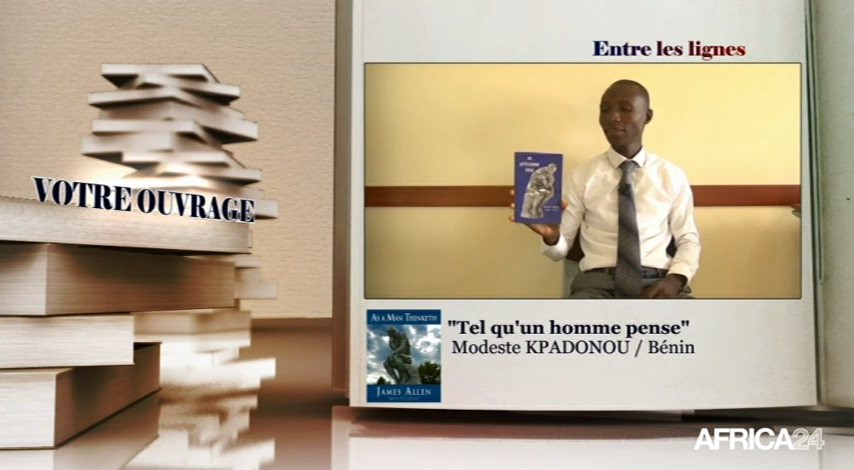 Entre les lignes
VOTRE OUVRAGE
AS A MAN THINKETH
JAMES ALLEN
"Tel qu'un homme pense"
Modeste KPADONOU / Bénin
AFRICA24